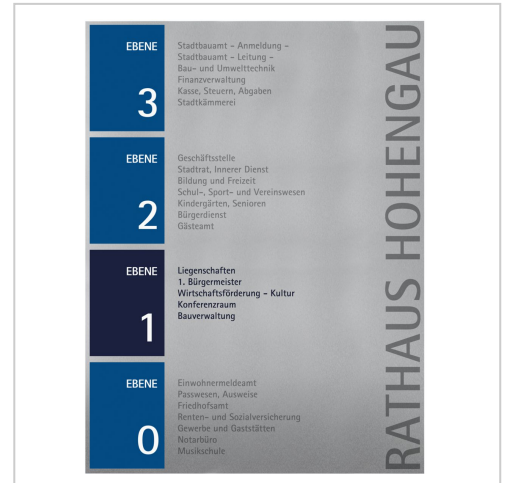 EBENE
3
Stadtbauamt - Anmeldung -
Stadtbauamt - Leitung -
Bau- und Umwelttechnik
Finanzverwaltung
Kasse, Steuern, Abgaben
Stadtkämmerei
EBENE
2
Geschäftsstelle
Stadtrat, Innerer Dienst
Bildung und Freizeit
Schul-, Sport- und Vereinswesen
Kindergärten, Senioren
Bürgerdienst
Gästeamt
EBENE
1
Liegenschaften
1. Bürgermeister
Wirtschaftsförderung - Kultur
Konferenzraum
Bauverwaltung
EBENE
0
Einwohnermeldeamt
Passwesen, Ausweise
Friedhofsamt
Renten- und Sozialversicherung
Gewerbe und Gaststätten
Notarbüro
Musikschule
RATHAUS HOHENGAU